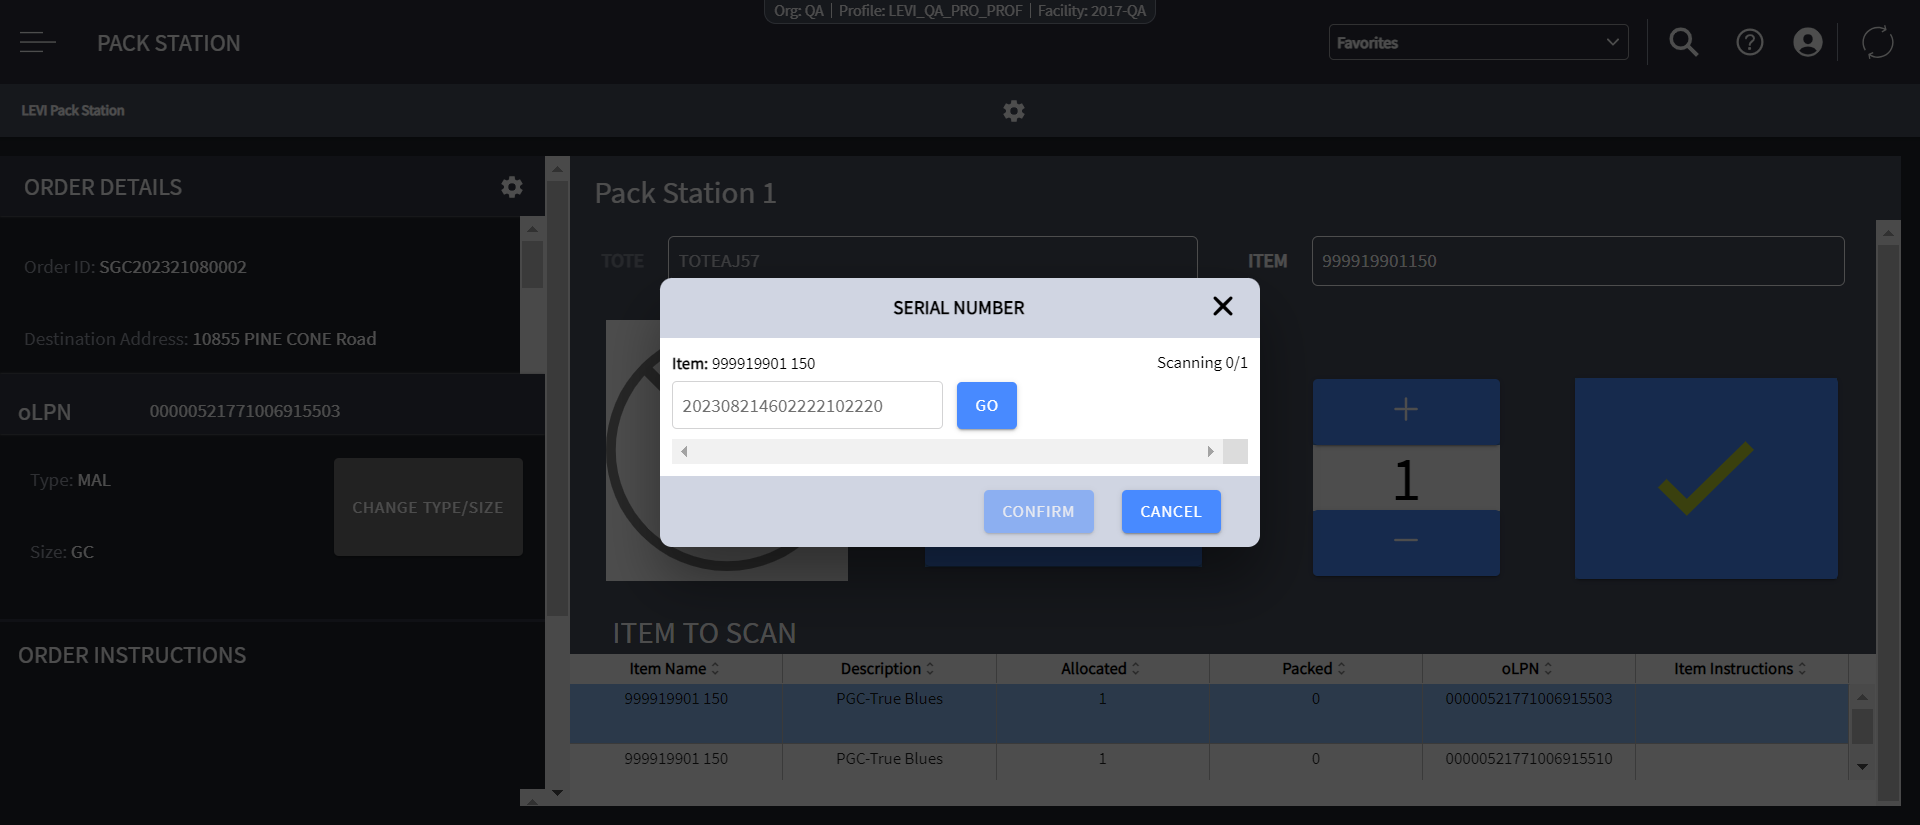 Org: QA | Profile: LEVI_QA_PRO_PROF | Facility: 2017-QA
PACK STATION
Favorites
LEVI Pack Station
ORDER DETAILS
Order ID: SGC202321080002
Destination Address: 10855 PINE CONE Road
oLPN 00000521771006915503
Type: MAL
CHANGE TYPE/SIZE
Size: GC
ORDER INSTRUCTIONS
Pack Station 1
TOTE TOTEAJ57 ITEM 999919901150
SERIAL NUMBER
Item: 999919901 150 Scanning 0/1
202308214602222102220 GO
CONFIRM CANCEL
1
ITEM TO SCAN
Item Name Description Allocated Packed oLPN Item Instructions
999919901 150 PGC-True Blues 1 0 00000521771006915503
999919901 150 PGC-True Blues 1 0 00000521771006915510